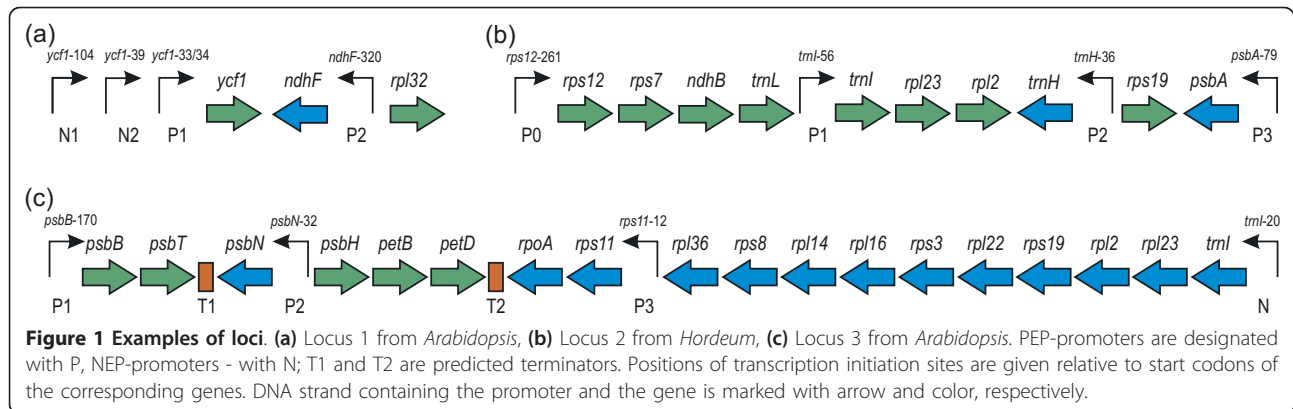 (a)
ycf1-104 ycf1-39 ycf1-33/34 ndhF-320
ycf1 ndhF rpl32
N1 N2 P1 P2
(b)
rps12-261 trnI-56 trnH-36 psbA-79
rps12 rps7 ndhB trnL trnI rpl23 rpl2 trnH rps19 psbA
P0 P1 P2 P3
(c)
psbB-170 psbN-32 rps11-12 trnI-20
psbB psbT psbN psbH petB petD rpoA rps11 rpl36 rps8 rpl14 rpl16 rps3 rpl22 rps19 rpl2 rpl23 trnI
P1 T1 P2 T2 P3 N
Figure 1 Examples of loci. (a) Locus 1 from Arabidopsis, (b) Locus 2 from Hordeum, (c) Locus 3 from Arabidopsis. PEP-promoters are designated
with P, NEP-promoters - with N; T1 and T2 are predicted terminators. Positions of transcription initiation sites are given relative to start codons of
the corresponding genes. DNA strand containing the promoter and the gene is marked with arrow and color, respectively.